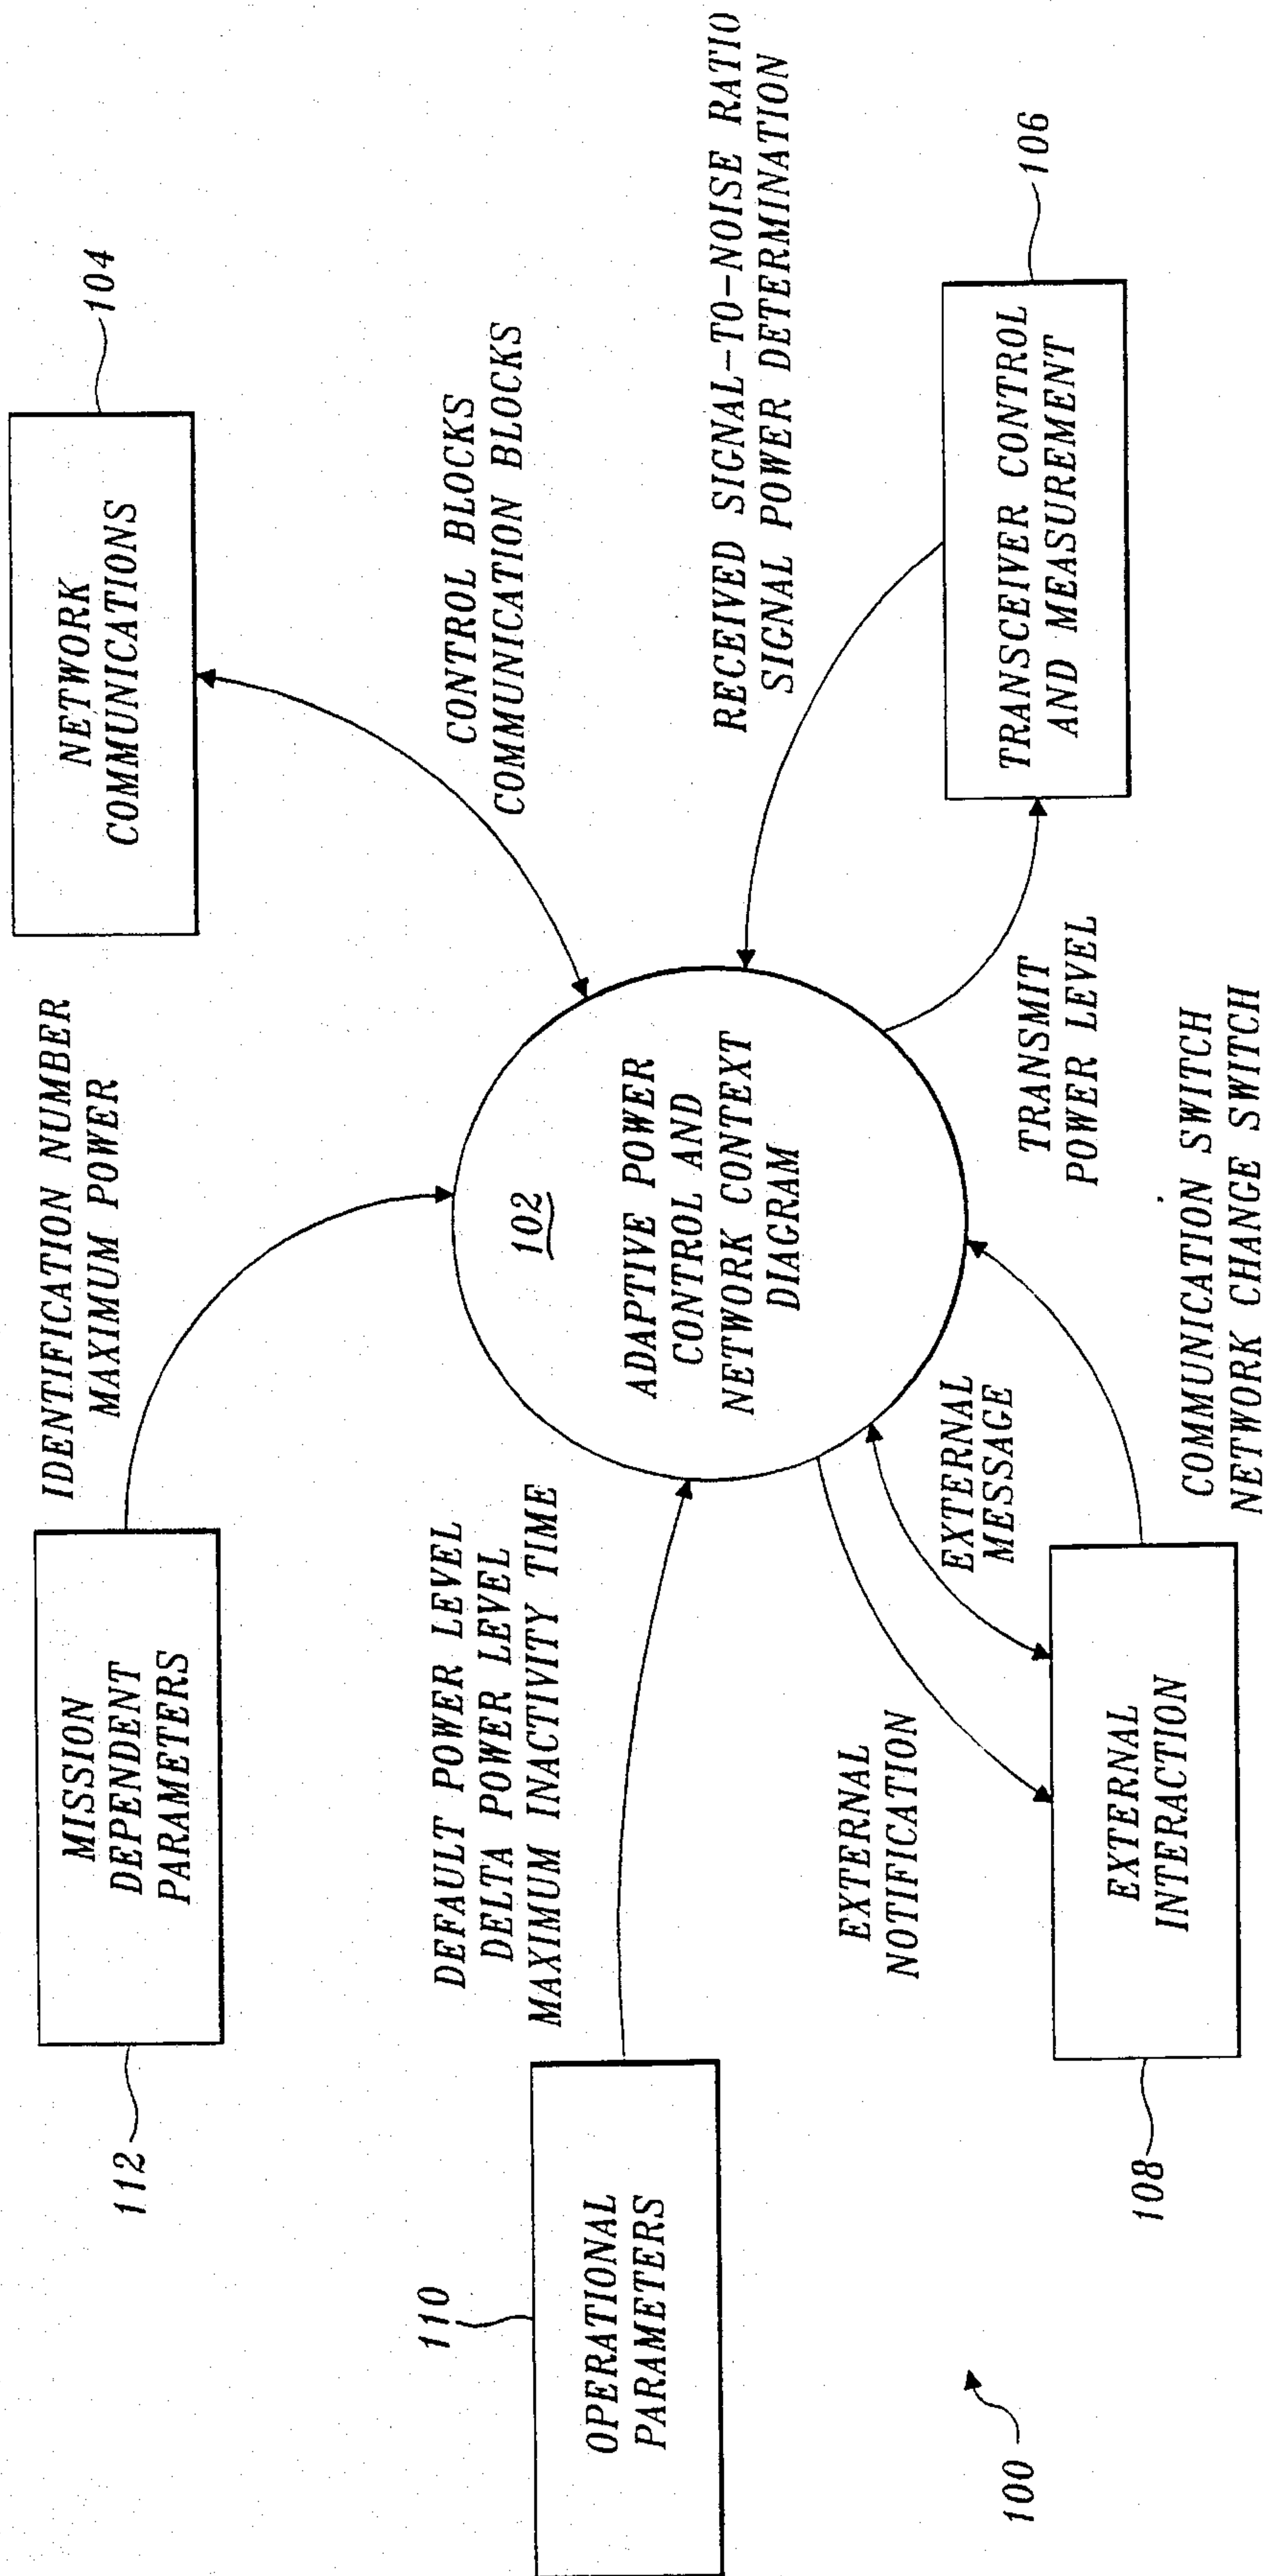 112
MISSION
DEPENDENT
PARAMETERS
IDENTIFICATION NUMBER
MAXIMUM POWER
NETWORK
COMMUNICATIONS
104
CONTROL BLOCKS
COMMUNICATION BLOCKS
110
OPERATIONAL
PARAMETERS
DEFAULT POWER LEVEL
DELTA POWER LEVEL
MAXIMUM INACTIVITY TIME
102
ADAPTIVE POWER
CONTROL AND
NETWORK CONTEXT
DIAGRAM
RECEIVED SIGNAL-TO-NOISE RATIO
SIGNAL POWER DETERMINATION
EXTERNAL
NOTIFICATION
EXTERNAL
MESSAGE
TRANSMIT
POWER LEVEL
TRANSCEIVER CONTROL
AND MEASUREMENT
106
100
108
EXTERNAL
INTERACTION
COMMUNICATION SWITCH
NETWORK CHANGE SWITCH